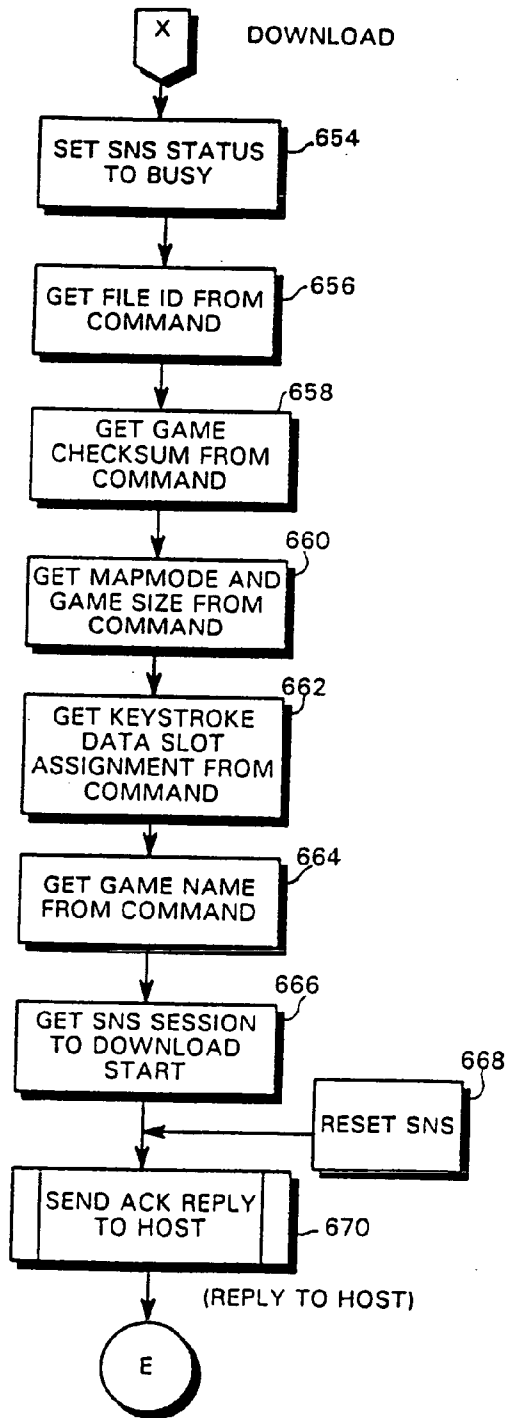 X
DOWNLOAD
SET SNS STATUS
TO BUSY
654
GET FILE ID FROM
COMMAND
656
658
GET GAME
CHECKSUM FROM
COMMAND
660
GET MAPMODE AND
GAME SIZE FROM
COMMAND
662
GET KEYSTROKE
DATA SLOT
ASSIGNMENT FROM
COMMAND
664
GET GAME NAME
FROM COMMAND
666
GET SNS SESSION
TO DOWNLOAD
START
668
RESET SNS
SEND ACK REPLY
TO HOST
670
(REPLY TO HOST)
E